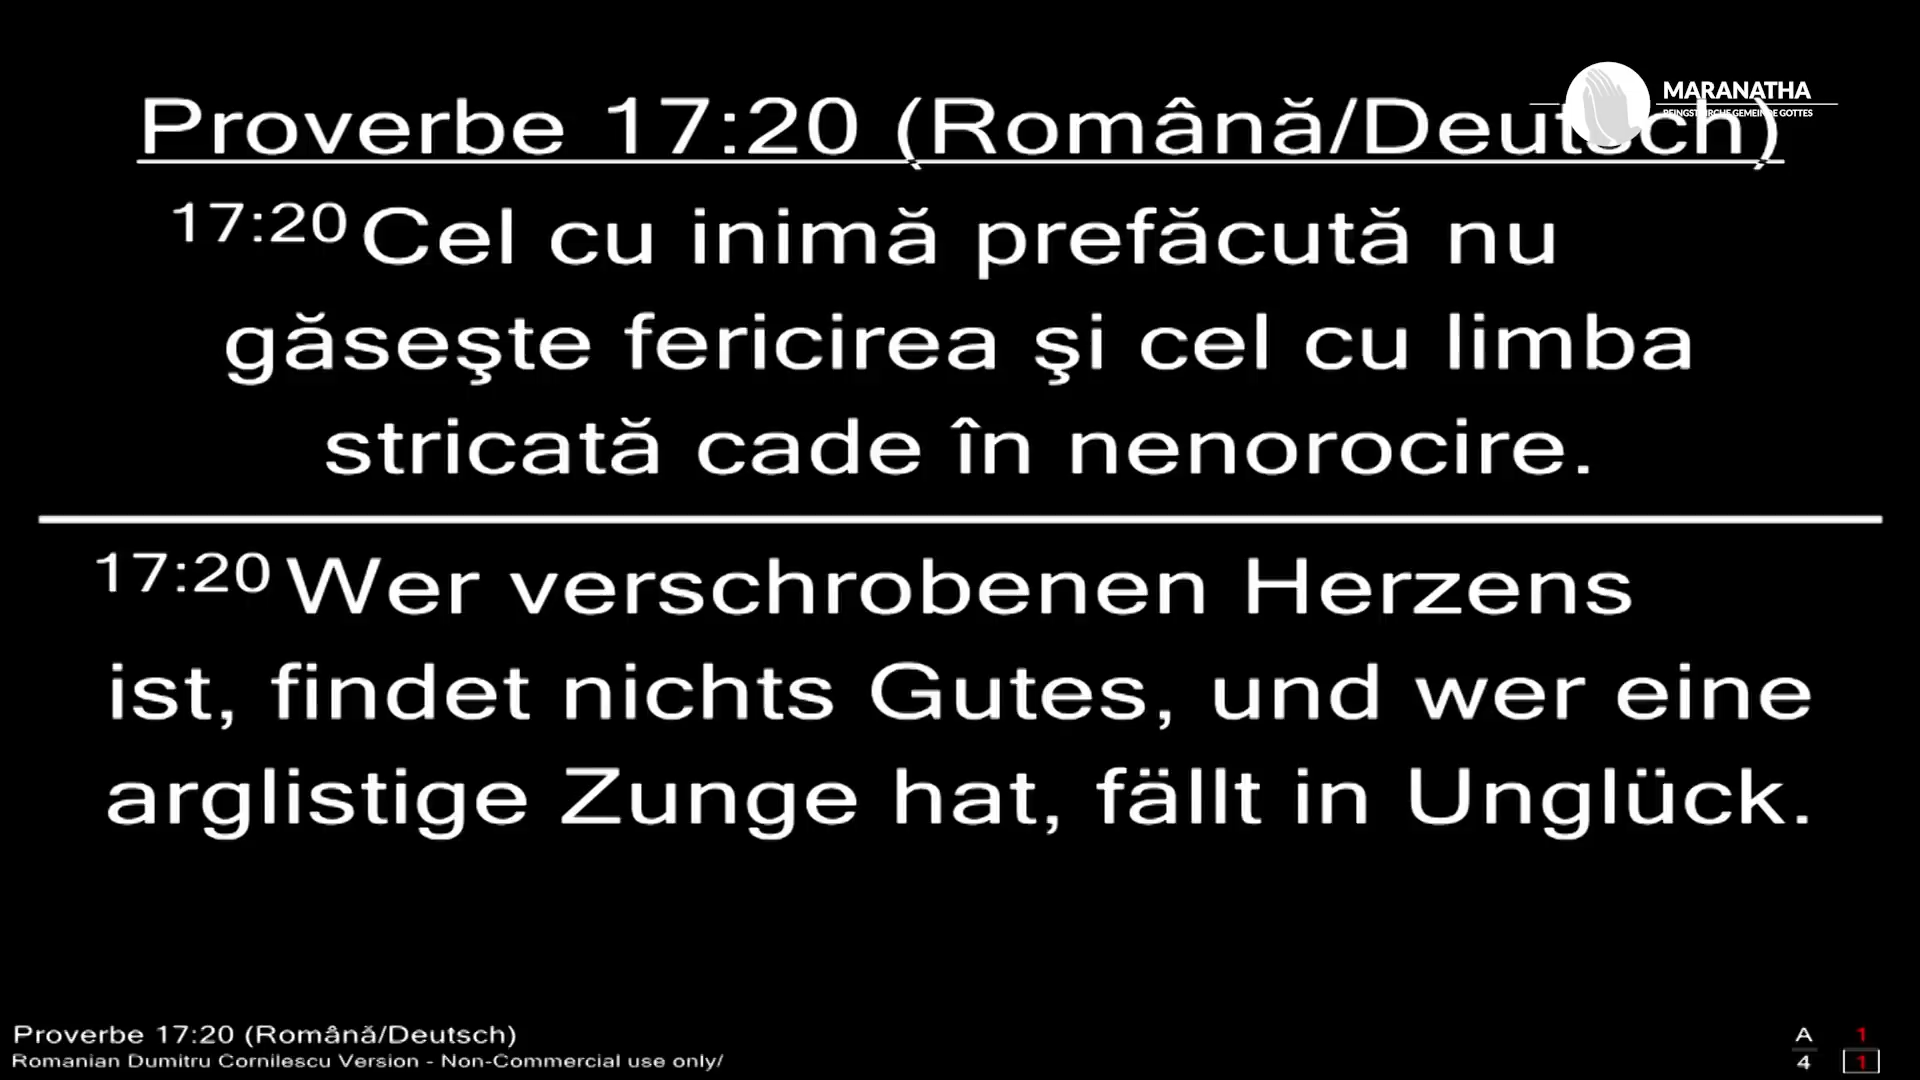 MARANATHA
PFINGSTKIRCHE GEMEINDE GOTTES
Proverbe 17:20 (Română/Deutsch)
17:20 Cel cu inimă prefăcută nu
găseşte fericirea şi cel cu limba
stricată cade în nenorocire.
17:20 Wer verschrobenen Herzens
ist, findet nichts Gutes, und wer eine
arglistige Zunge hat, fällt in Unglück.
Proverbe 17:20 (Română/Deutsch)
Romanian Dumitru Cornilescu Version - Non-Commercial use only/
A 1
4 1